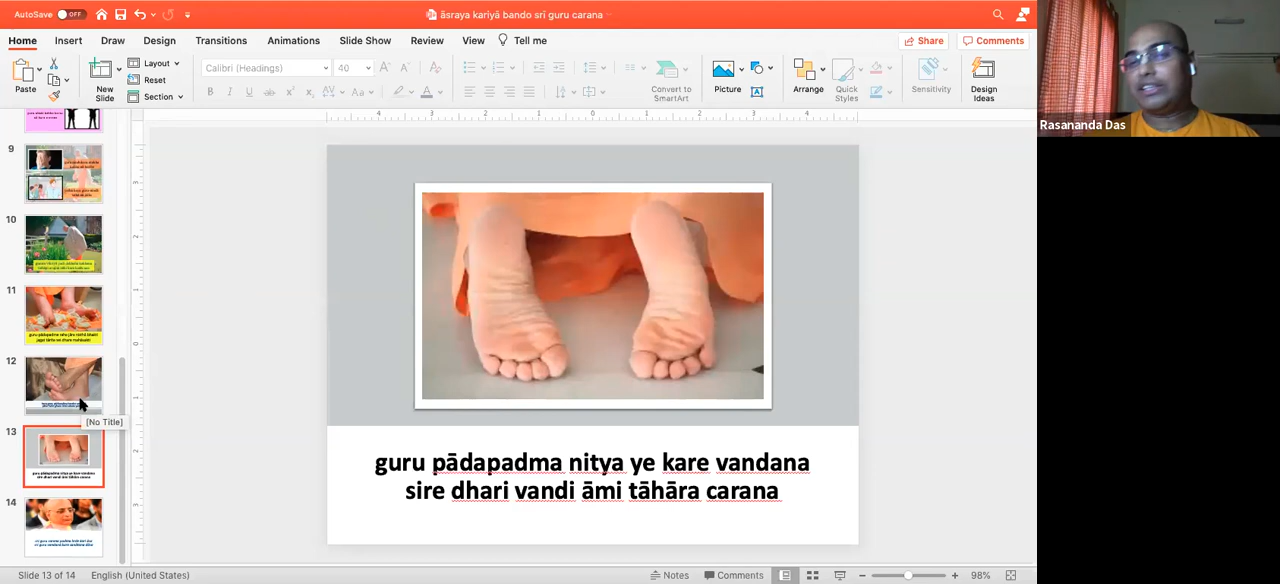 AutoSave OFF
āsraya kariyā bando srī guru carana
Home Insert Draw Design Transitions Animations Slide Show Review View Tell me Share Comments
Paste New Slide Layout Reset Section Calibri (Headings) 40 Convert to SmartArt Picture Arrange Quick Styles Sensitivity Design Ideas
Rasananda Das
9
10
11
12
[No Title]
13
14
guru pādapadma nitya ye kare vandana
sire dhari vandi āmi tāhāra carana
Slide 13 of 14 English (United States) Notes Comments 98%